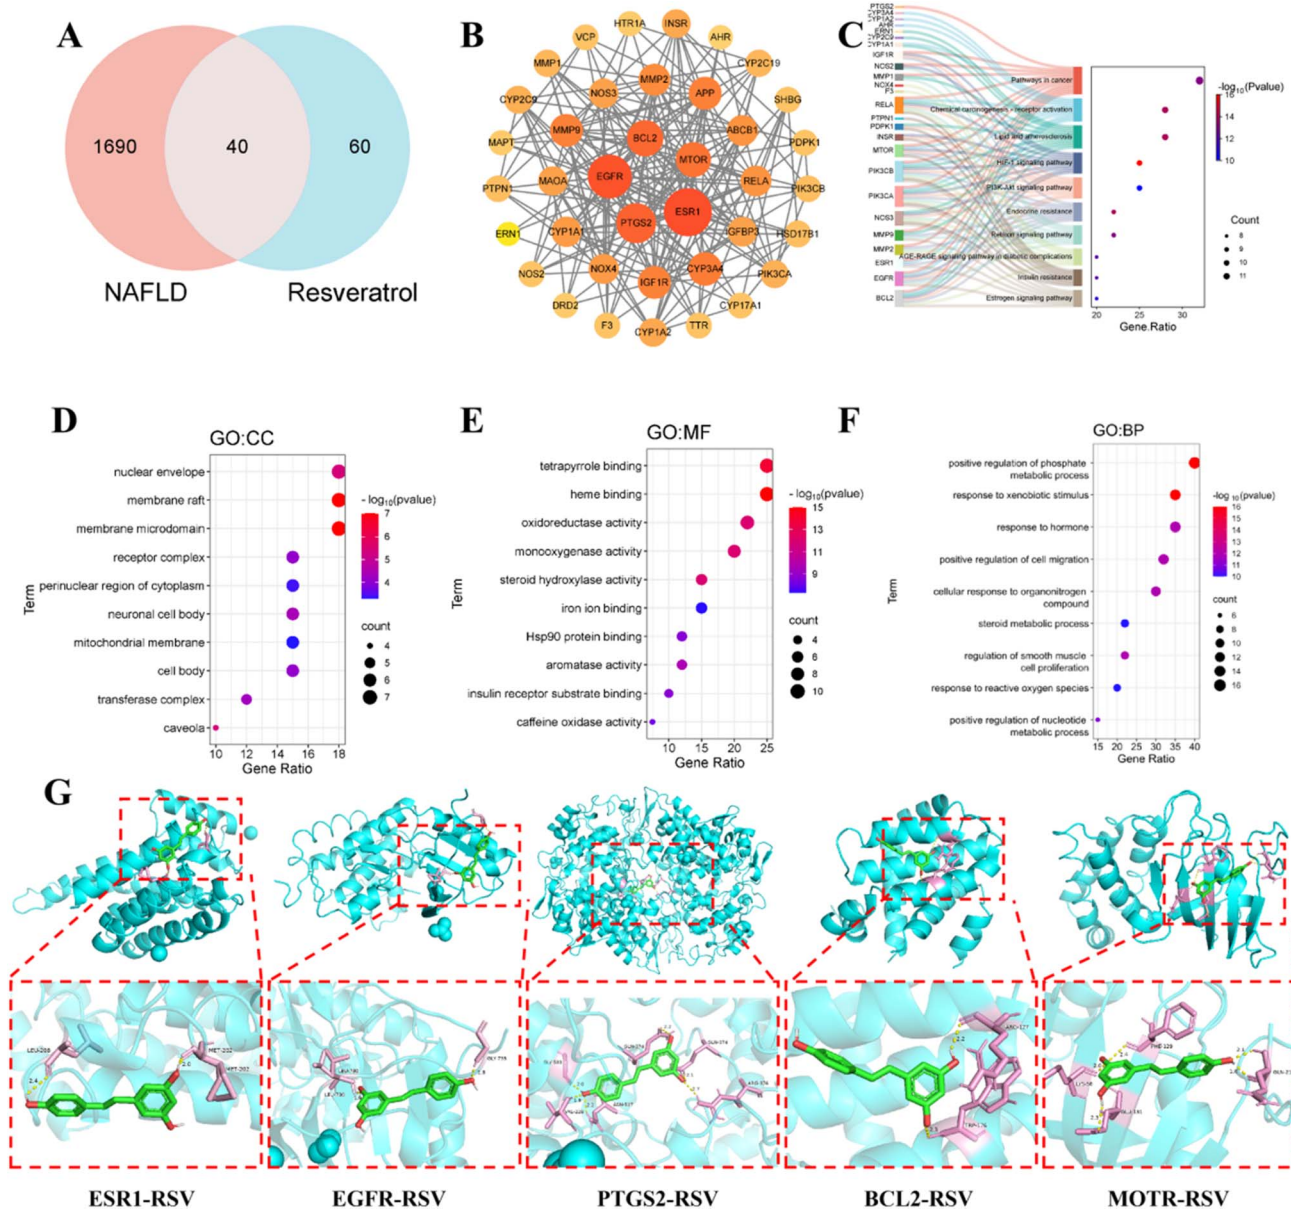 A
1690
40
60
NAFLD
Resveratrol
B
HTR1A
INSR
VCP
AHR
MMP1
MMP2
CYP2C19
NOS3
APP
CYP2C9
SHBG
MMP9
BCL2
ABCB1
MAPT
PDPK1
MTOR
EGFR
PTPN1
MAOA
RELA
PIK3CB
ESR1
PTGS2
ERN1
CYP1A1
IGFBP3
HSD17B1
NOS2
NOX4
CYP3A4
PIK3CA
IGF1R
DRD2
CYP17A1
F3
CYP1A2
TTR
C
PTGS2
CYP3A4
CYP1A2
AHR
ERN1
CYP2C9
CYP1A1
IGF1R
NOS2
MMP1
NOX4
F3
RELA
PTPN1
PDPK1
INSR
MTOR
PIK3CB
PIK3CA
NOS3
MMP9
MMP2
ESR1
EGFR
BCL2
Pathways in cancer
Chemical carcinogenesis - receptor activation
Lipid and atherosclerosis
HIF-1 signaling pathway
PI3K-Akt signaling pathway
Endocrine resistance
Relaxin signaling pathway
AGE-RAGE signaling pathway in diabetic complications
Insulin resistance
Estrogen signaling pathway
20
25
30
Gene.Ratio
-log10(Pvalue)
16
14
12
10
Count
8
9
10
11
D
GO:CC
nuclear envelope
membrane raft
membrane microdomain
receptor complex
perinuclear region of cytoplasm
neuronal cell body
mitochondrial membrane
cell body
transferase complex
caveola
Term
10 12 14 16 18
Gene Ratio
- log10(pvalue)
7
6
5
4
count
4
5
6
7
E
GO:MF
tetrapyrrole binding
heme binding
oxidoreductase activity
monooxygenase activity
steroid hydroxylase activity
iron ion binding
Hsp90 protein binding
aromatase activity
insulin receptor substrate binding
caffeine oxidase activity
Term
10 15 20 25
Gene Ratio
- log10(pvalue)
15
13
11
9
count
4
6
8
10
F
GO:BP
positive regulation of phosphate
metabolic process
response to xenobiotic stimulus
response to hormone
positive regulation of cell migration
cellular response to organonitrogen
compound
steroid metabolic process
regulation of smooth muscle
cell proliferation
response to reactive oxygen species
positive regulation of nucleotide
metabolic process
Term
15 20 25 30 35 40
Gene Ratio
-log10(pvalue)
16
15
14
13
12
11
10
count
6
8
10
12
14
16
G
ESR1-RSV
EGFR-RSV
PTGS2-RSV
BCL2-RSV
MOTR-RSV